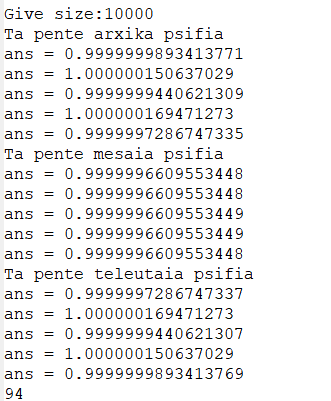 Give size:10000
Ta pente arxika psifia
ans = 0.9999999893413771
ans = 1.000000150637029
ans = 0.9999999440621309
ans = 1.000000169471273
ans = 0.9999997286747335
Ta pente mesaia psifia
ans = 0.9999996609553448
ans = 0.9999996609553448
ans = 0.9999996609553449
ans = 0.9999996609553449
ans = 0.9999996609553448
Ta pente teleutaia psifia
ans = 0.9999997286747337
ans = 1.000000169471273
ans = 0.9999999440621307
ans = 1.000000150637029
ans = 0.9999999893413769
94